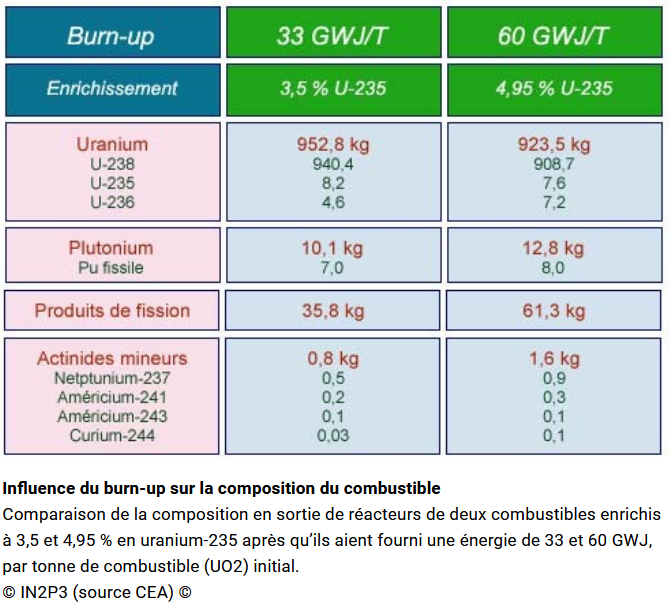 Burn-up 33 GWJ/T 60 GWJ/T
Enrichissement 3,5 % U-235 4,95 % U-235
Uranium 952,8 kg 923,5 kg
U-238 940,4 908,7
U-235 8,2 7,6
U-236 4,6 7,2
Plutonium 10,1 kg 12,8 kg
Pu fissile 7,0 8,0
Produits de fission 35,8 kg 61,3 kg
Actinides mineurs 0,8 kg 1,6 kg
Netptunium-237 0,5 0,9
Américium-241 0,2 0,3
Américium-243 0,1 0,1
Curium-244 0,03 0,1
Influence du burn-up sur la composition du combustible
Comparaison de la composition en sortie de réacteurs de deux combustibles enrichis
à 3,5 et 4,95 % en uranium-235 après qu’ils aient fourni une énergie de 33 et 60 GWJ,
par tonne de combustible (UO2) initial.
© IN2P3 (source CEA) ©